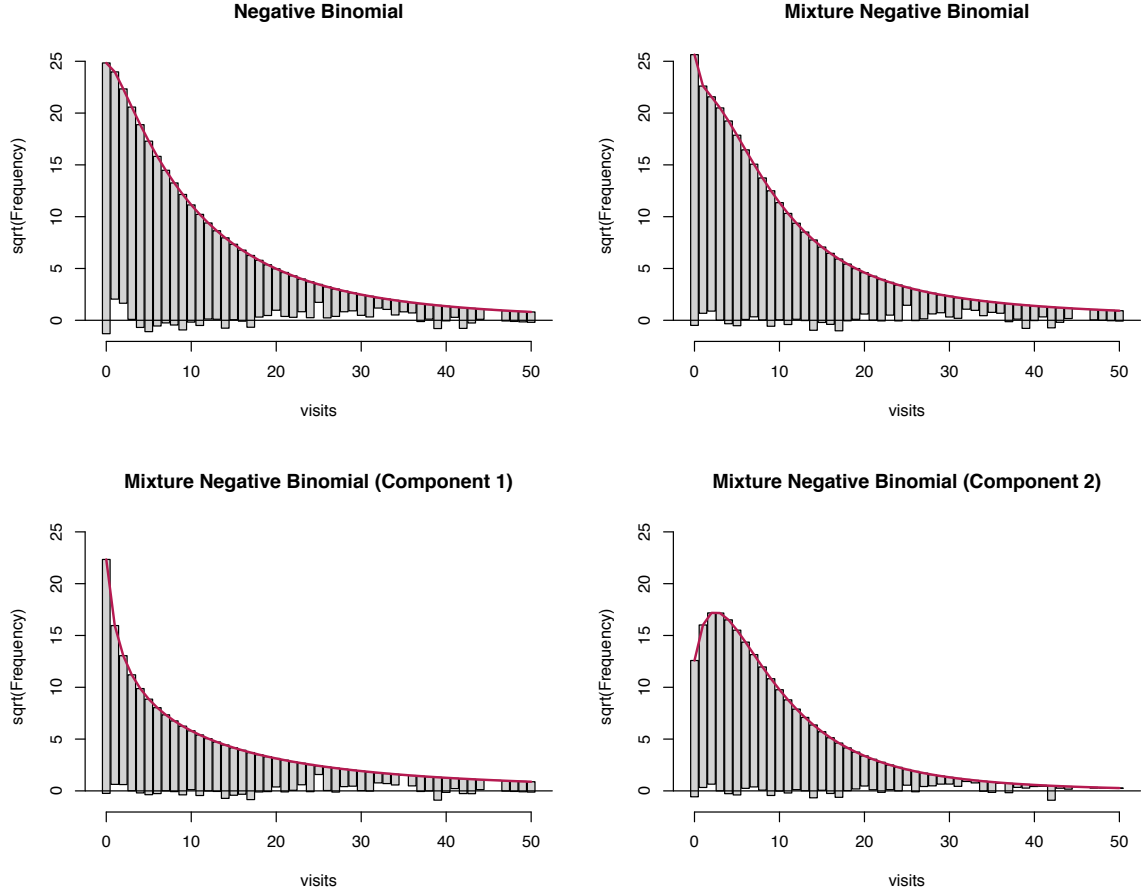 Negative Binomial
sqrt(Frequency)
25
20
15
10
5
0
0 10 20 30 40 50
visits
Mixture Negative Binomial
sqrt(Frequency)
25
20
15
10
5
0
0 10 20 30 40 50
visits
Mixture Negative Binomial (Component 1)
sqrt(Frequency)
25
20
15
10
5
0
0 10 20 30 40 50
visits
Mixture Negative Binomial (Component 2)
sqrt(Frequency)
25
20
15
10
5
0
0 10 20 30 40 50
visits